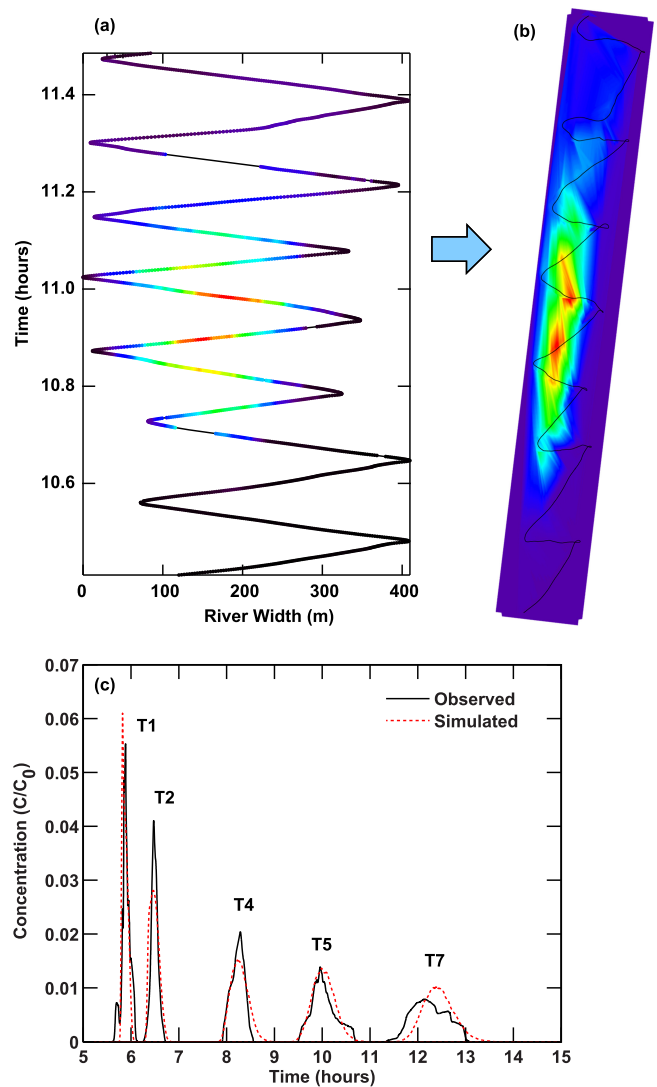 (a)
(b)
11.4
11.2
11.0
10.8
10.6
Time (hours)
0 100 200 300 400
River Width (m)
(c)
0.07
0.06
0.05
0.04
0.03
0.02
0.01
0
Concentration (C/C0)
Observed
Simulated
T1
T2
T4
T5
T7
5 6 7 8 9 10 11 12 13 14 15
Time (hours)